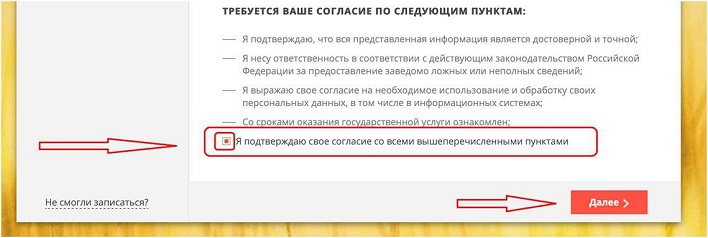 ТРЕБУЕТСЯ ВАШЕ СОГЛАСИЕ ПО СЛЕДУЮЩИМ ПУНКТАМ:
— Я подтверждаю, что вся представленная информация является достоверной и точной;
— Я несу ответственность в соответствии с действующим законодательством Российской
Федерации за предоставление заведомо ложных или неполных сведений;
— Я выражаю свое согласие на необходимое использование и обработку своих
персональных данных, в том числе в информационных системах;
— Со сроками оказания государственной услуги ознакомлен;
Я подтверждаю свое согласие со всеми вышеперечисленными пунктами
Не смогли записаться?
Далее